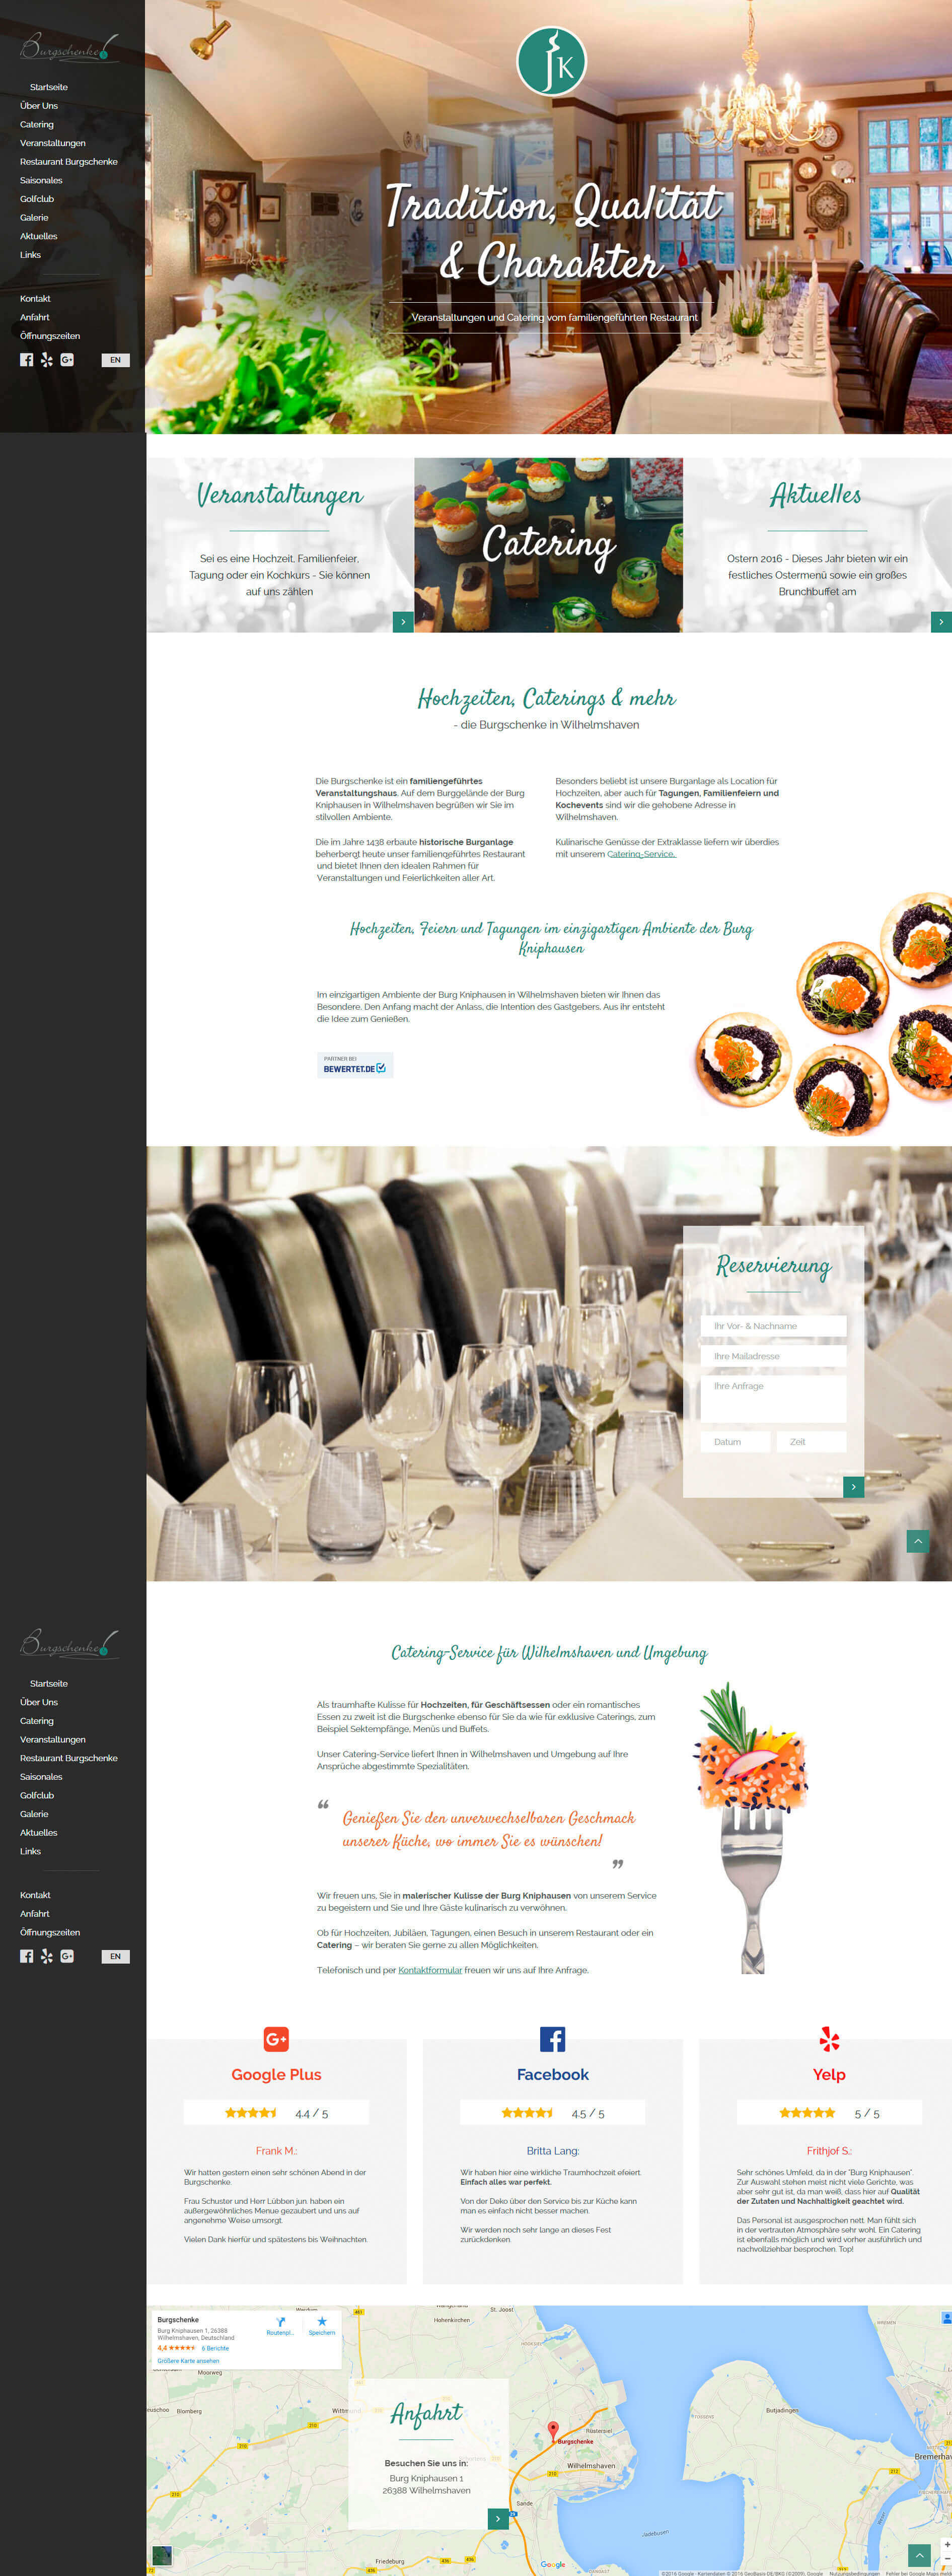 Burgschenke
Startseite
Über Uns
Catering
Veranstaltungen
Restaurant Burgschenke
Saisonales
Golfclub
Galerie
Aktuelles
Links
Kontakt
Anfahrt
Öffnungszeiten
EN
K
Tradition, Qualität
& Charakter
Veranstaltungen und Catering vom familiengeführten Restaurant
Veranstaltungen
Sei es eine Hochzeit, Familienfeier,
Tagung oder ein Kochkurs - Sie können
auf uns zählen
Catering
Aktuelles
Ostern 2016 - Dieses Jahr bieten wir ein
festliches Ostermenü sowie ein großes
Brunchbuffet am
Hochzeiten, Caterings & mehr
- die Burgschenke in Wilhelmshaven
Die Burgschenke ist ein familiengeführtes
Veranstaltungshaus. Auf dem Burggelände der Burg
Kniphausen in Wilhelmshaven begrüßen wir Sie im
stilvollen Ambiente.
Die im Jahre 1438 erbaute historische Burganlage
beherbergt heute unser familiengeführtes Restaurant
und bietet Ihnen den idealen Rahmen für
Veranstaltungen und Feierlichkeiten aller Art.
Besonders beliebt ist unsere Burganlage als Location für
Hochzeiten, aber auch für Tagungen, Familienfeiern und
Kochevents sind wir die gehobene Adresse in
Wilhelmshaven.
Kulinarische Genüsse der Extraklasse liefern wir überdies
mit unserem Catering-Service.
Hochzeiten, Feiern und Tagungen im einzigartigen Ambiente der Burg
Kniphausen
Im einzigartigen Ambiente der Burg Kniphausen in Wilhelmshaven bieten wir Ihnen das
Besondere. Den Anfang macht der Anlass, die Intention des Gastgebers. Aus ihr entsteht
die Idee zum Genießen.
PARTNER BEI
BEWERTET.DE
Reservierung
Ihr Vor- & Nachname
Ihre Mailadresse
Ihre Anfrage
Datum
Zeit
Burgschenke
Startseite
Über Uns
Catering
Veranstaltungen
Restaurant Burgschenke
Saisonales
Golfclub
Galerie
Aktuelles
Links
Kontakt
Anfahrt
Öffnungszeiten
EN
Catering-Service für Wilhelmshaven und Umgebung
Als traumhafte Kulisse für Hochzeiten, für Geschäftsessen oder ein romantisches
Essen zu zweit ist die Burgschenke ebenso für Sie da wie für exklusive Caterings, zum
Beispiel Sektempfänge, Menüs und Buffets.
Unser Catering-Service liefert Ihnen in Wilhelmshaven und Umgebung auf Ihre
Ansprüche abgestimmte Spezialitäten.
“
Genießen Sie den unverwechselbaren Geschmack
unserer Küche, wo immer Sie es wünschen!
”
Wir freuen uns, Sie in malerischer Kulisse der Burg Kniphausen von unserem Service
zu begeistern und Sie und Ihre Gäste kulinarisch zu verwöhnen.
Ob für Hochzeiten, Jubiläen, Tagungen, einen Besuch in unserem Restaurant oder ein
Catering – wir beraten Sie gerne zu allen Möglichkeiten.
Telefonisch und per Kontaktformular freuen wir uns auf Ihre Anfrage.
G+
Google Plus
4.4 / 5
Frank M.:
Wir hatten gestern einen sehr schönen Abend in der
Burgschenke.
Frau Schuster und Herr Lübben jun. haben ein
außergewöhnliches Menue gezaubert und uns auf
angenehme Weise umsorgt.
Vielen Dank hierfür und spätestens bis Weihnachten.
Facebook
4.5 / 5
Britta Lang:
Wir haben hier eine wirkliche Traumhochzeit efeiert.
Einfach alles war perfekt.
Von der Deko über den Service bis zur Küche kann
man es einfach nicht besser machen.
Wir werden noch sehr lange an dieses Fest
zurückdenken.
Yelp
5 / 5
Frithjof S.:
Sehr schönes Umfeld, da in der "Burg Kniphausen".
Zur Auswahl stehen meist nicht viele Gerichte, was
aber sehr gut ist, da man weiß, dass hier auf Qualität
der Zutaten und Nachhaltigkeit geachtet wird.
Das Personal ist ausgesprochen nett. Man fühlt sich
in der vertrauten Atmosphäre sehr wohl. Ein Catering
ist ebenfalls möglich und wird vorher ausführlich und
nachvollziehbar besprochen. Top!
Burgschenke
Burg Kniphausen 1, 26388
Wilhelmshaven, Deutschland
4,4
6 Berichte
Größere Karte ansehen
Routenpl...
Speichern
St. Joost
Hohenkirchen
Moorweg
Blomberg
Anfahrt
Besuchen Sie uns in:
Burg Kniphausen 1
26388 Wilhelmshaven
Rüstersiel
Burgschenke
Wilhelmshaven
Butjadingen
Bremerhav
Sande
Jadebusen
Friedeburg
Google